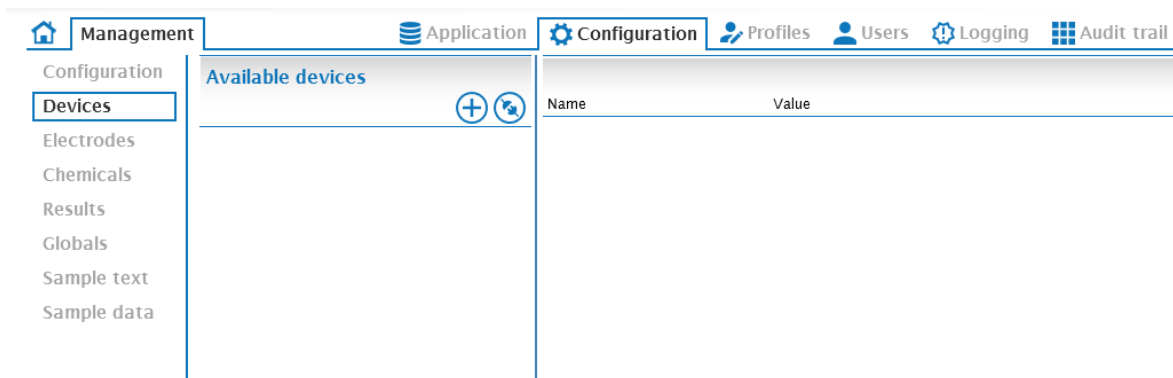 Management Application Configuration Profiles Users Logging Audit trail
Configuration
Devices
Electrodes
Chemicals
Results
Globals
Sample text
Sample data
Available devices
Name Value